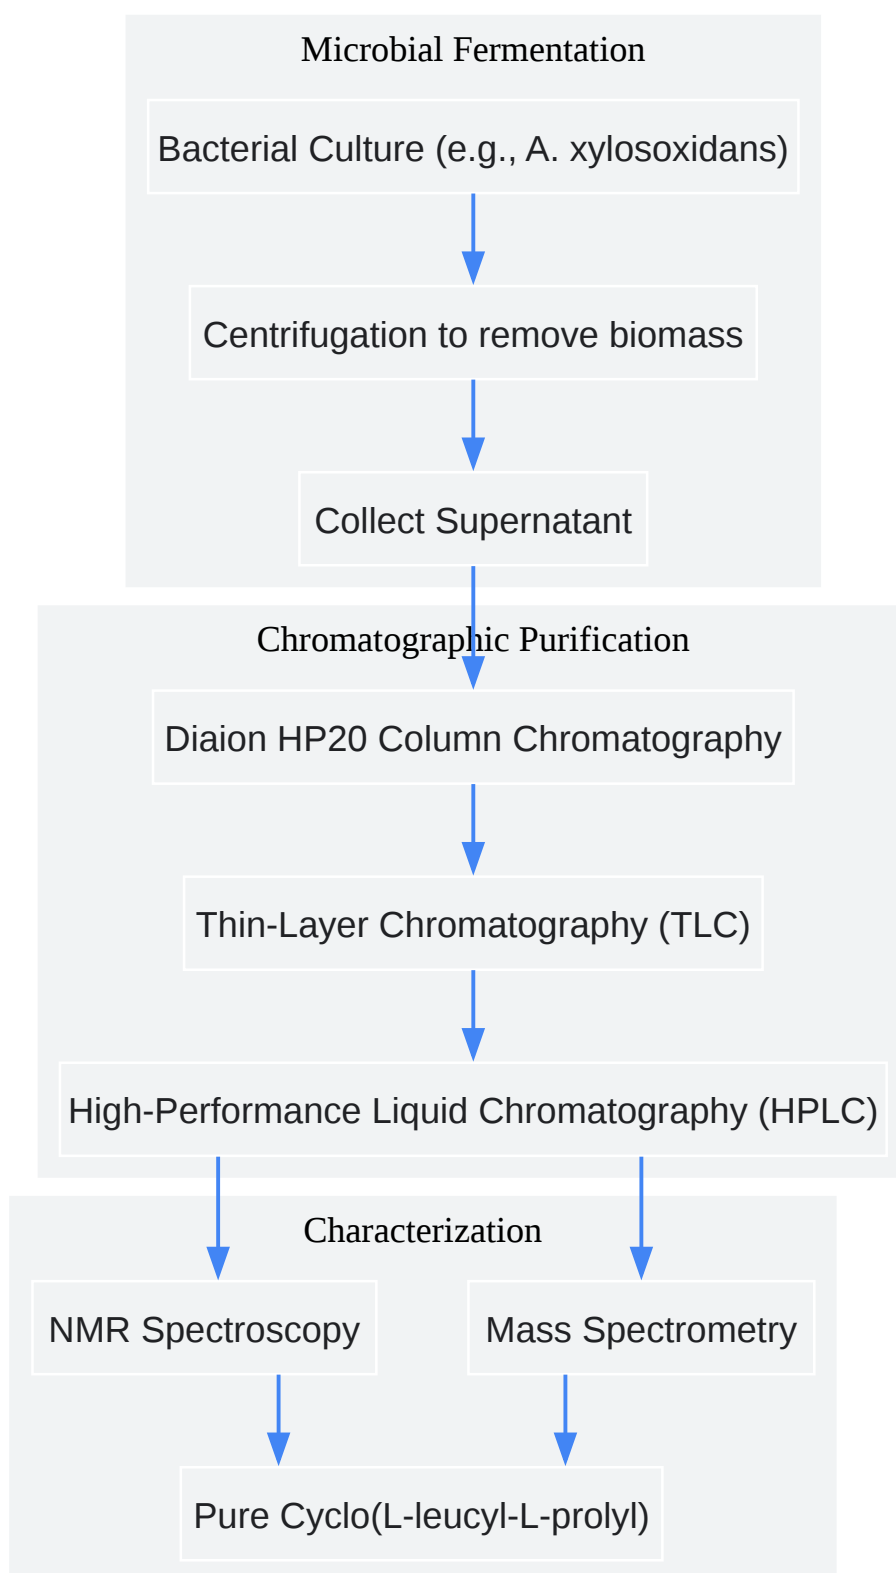 Microbial Fermentation
Bacterial Culture (e.g., A. xylosoxidans)
Centrifugation to remove biomass
Collect Supernatant
Chromatographic Purification
Diaion HP20 Column Chromatography
Thin-Layer Chromatography (TLC)
High-Performance Liquid Chromatography (HPLC)
Characterization
NMR Spectroscopy
Mass Spectrometry
Pure Cyclo(L-leucyl-L-prolyl)